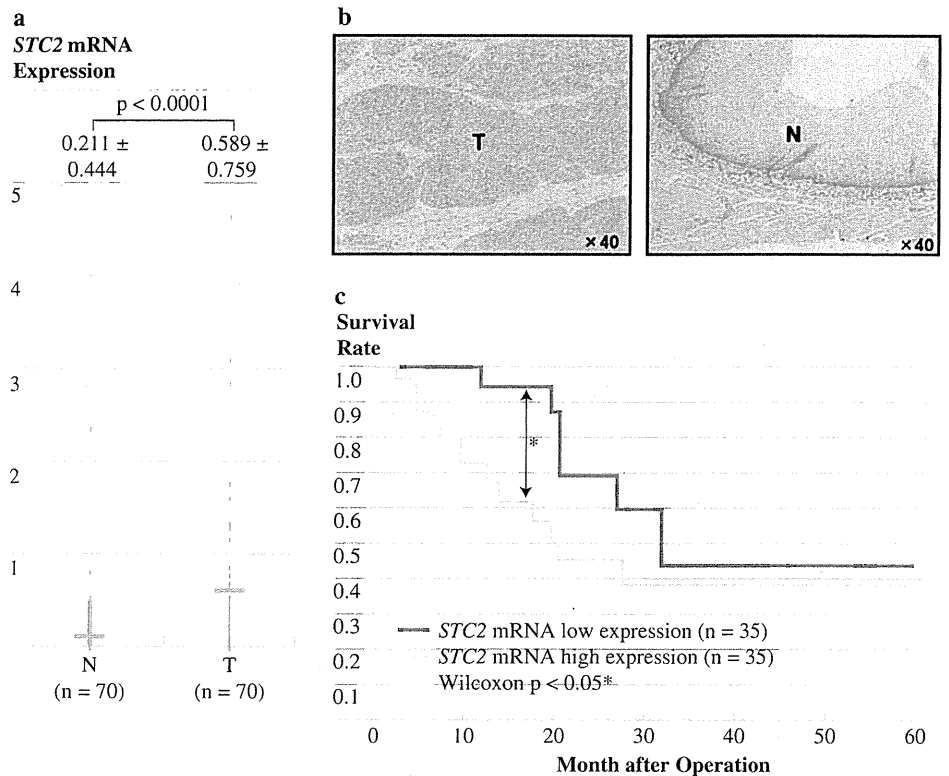 a
STC2 mRNA
Expression
p < 0.0001
0.211 ±
0.444
0.589 ±
0.759
5
4
3
2
1
N
(n = 70)
T
(n = 70)
b
T
×40
N
×40
c
Survival
Rate
1.0
0.9
0.8
0.7
0.6
0.5
0.4
0.3
0.2
0.1
*
STC2 mRNA low expression (n = 35)
STC2 mRNA high expression (n = 35)
Wilcoxon p < 0.05*
0 10 20 30 40 50 60
Month after Operation